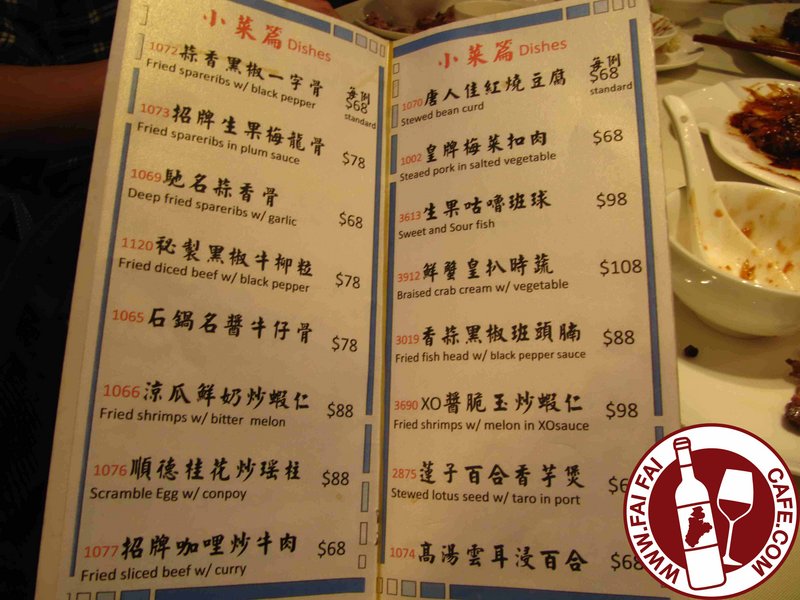 小菜篇 Dishes
1072 蒜香黑椒一字骨 每例
Fried spareribs w/ black pepper $68
standard
1073 招牌生果梅龍骨
Fried spareribs in plum sauce $78
1069 馳名蒜香骨
Deep fried spareribs w/ garlic $68
1120 秘製黑椒牛柳粒
Fried diced beef w/ black pepper $78
1065 石鍋名醬牛仔骨 $78
1066 涼瓜鮮奶炒蝦仁
Fried shrimps w/ bitter melon $88
1076 順德桂花炒瑤柱
Scramble Egg w/ conpoy $88
1077 招牌咖哩炒牛肉 $68
Fried sliced beef w/ curry
小菜篇 Dishes
每例
1070 唐人佳紅燒豆腐 $68
Stewed bean curd standard
1002 皇牌梅菜扣肉 $68
Steaed pork in salted vegetable
3613 生果咕嚕班球 $98
Sweet and Sour fish
3912 鮮蟹皇扒時蔬 $108
Braised crab cream w/ vegetable
3019 香蒜黑椒班頭腩 $88
Fried fish head w/ black pepper sauce
3690 XO醬脆玉炒蝦仁 $98
Fried shrimps w/ melon in XOsauce
2875 蓮子百合香芋煲
Stewed lotus seed w/ taro in port
1074 高湯雲耳浸百合 $68
WWW.FAI FAI CAFE.COM